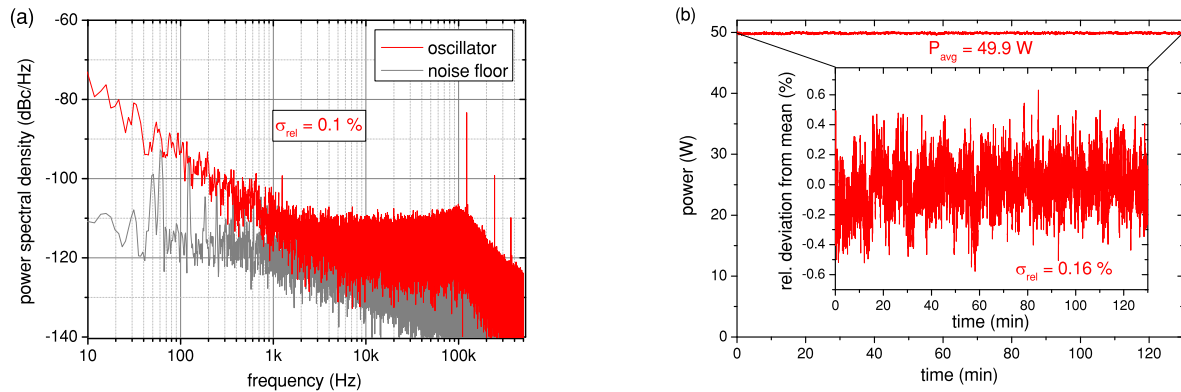 (a)
-60
-80
-100
-120
-140
power spectral density (dBc/Hz)
oscillator
noise floor
σrel = 0.1 %
10 100 1k 10k 100k
frequency (Hz)
(b)
50
40
30
20
10
0
power (W)
Pavg = 49.9 W
0.6
0.4
0.2
0.0
-0.2
-0.4
-0.6
rel. deviation from mean (%)
σrel = 0.16 %
0 20 40 60 80 100 120
time (min)
0 20 40 60 80 100 120
time (min)